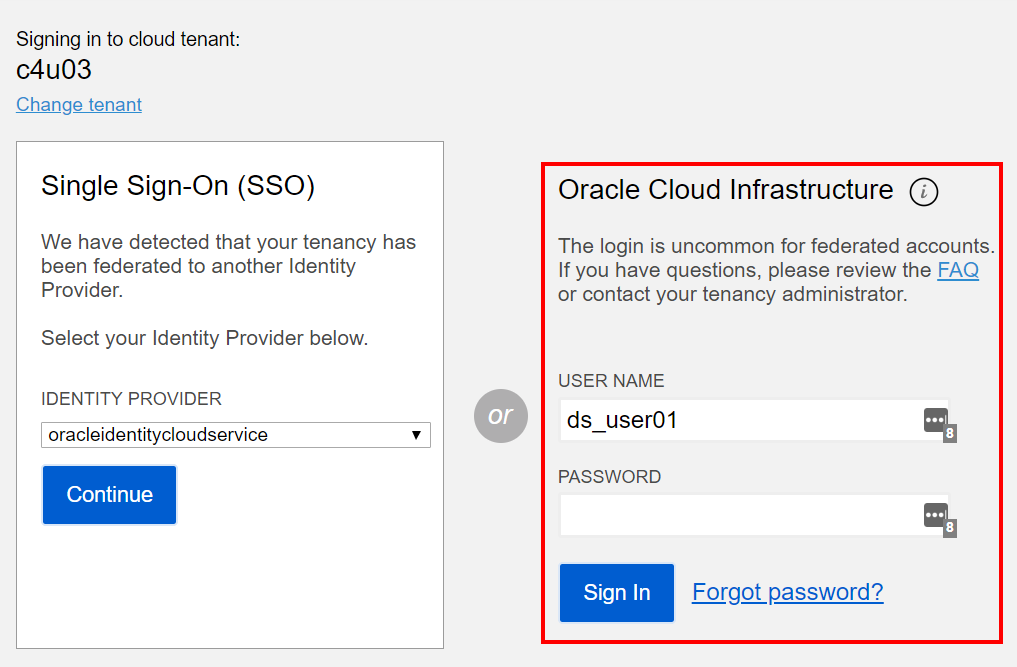 Signing in to cloud tenant:
c4u03
Change tenant
Single Sign-On (SSO)
We have detected that your tenancy has
been federated to another Identity
Provider.
Select your Identity Provider below.
IDENTITY PROVIDER
oracleidentitycloudservice
Continue
or
Oracle Cloud Infrastructure i
The login is uncommon for federated accounts.
If you have questions, please review the FAQ
or contact your tenancy administrator.
USER NAME
ds_user01
8
PASSWORD
8
Sign In Forgot password?